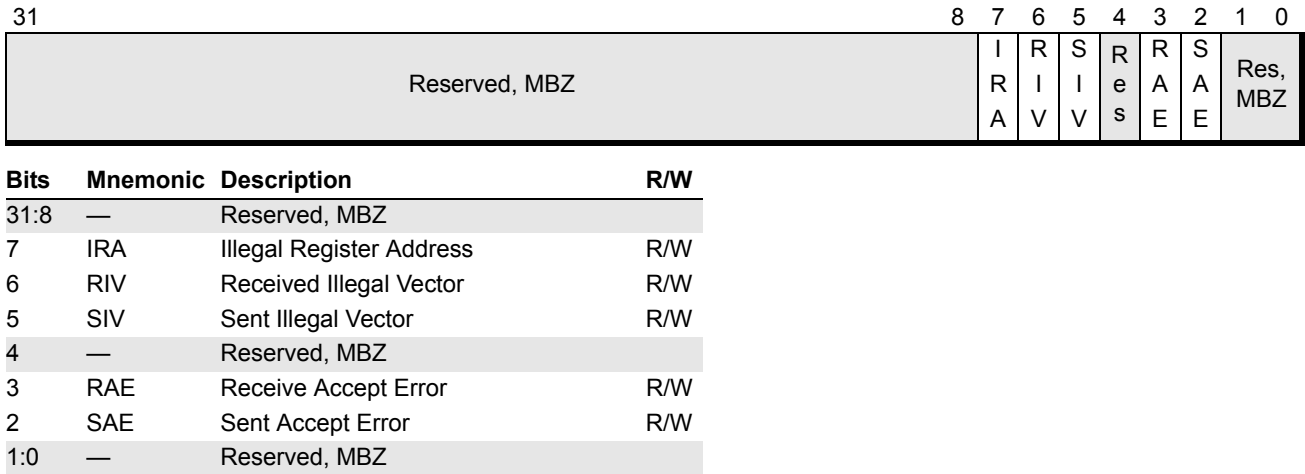 31 8 7 6 5 4 3 2 1 0
Reserved, MBZ
I R A
R I V
S I V
R e s
R A E
S A E
Res, MBZ
Bits Mnemonic Description R/W
31:8 — Reserved, MBZ
7 IRA Illegal Register Address R/W
6 RIV Received Illegal Vector R/W
5 SIV Sent Illegal Vector R/W
4 — Reserved, MBZ
3 RAE Receive Accept Error R/W
2 SAE Sent Accept Error R/W
1:0 — Reserved, MBZ